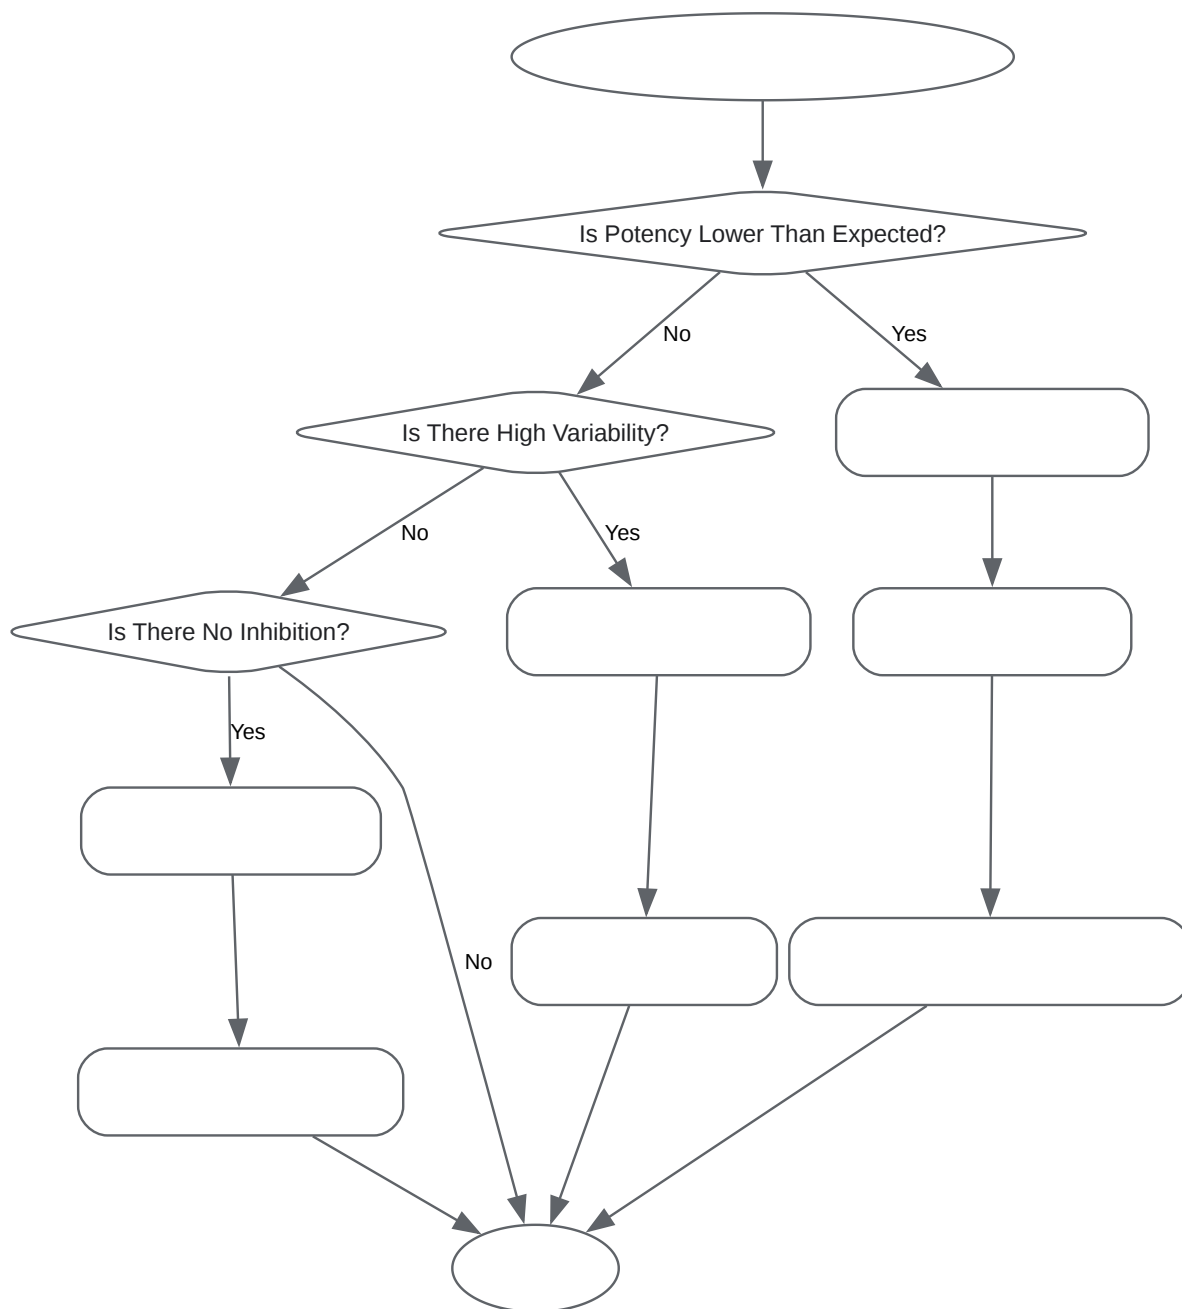 Is Potency Lower Than Expected?
No
Yes
Is There High Variability?
No
Yes
Is There No Inhibition?
Yes
No